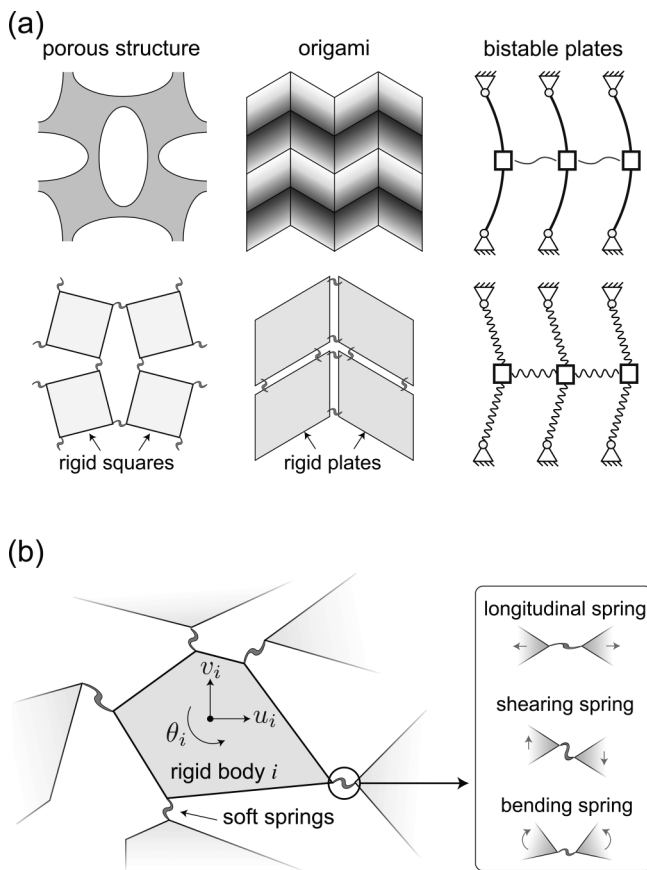 (a)
porous structure
origami
bistable plates
rigid squares
rigid plates
(b)
v_i
u_i
θ_i
rigid body i
soft springs
longitudinal spring
shearing spring
bending spring